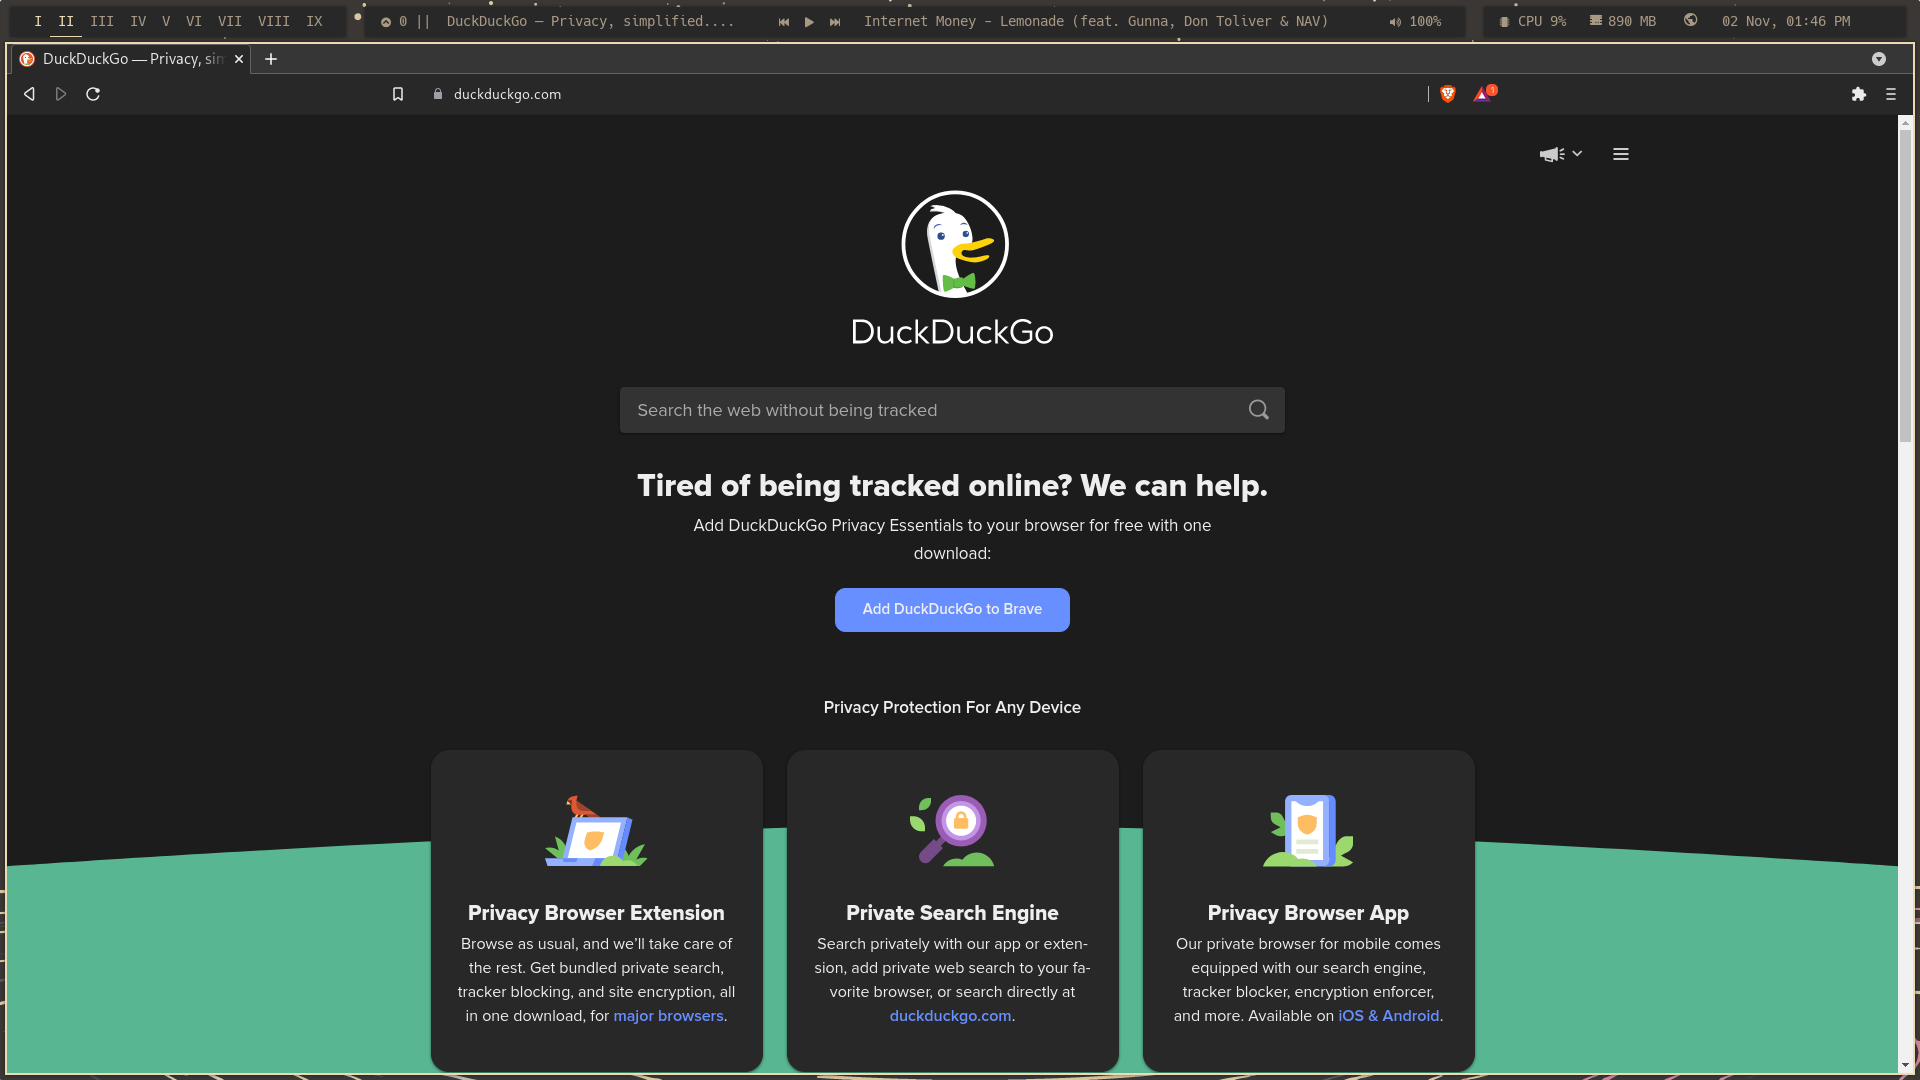 I II III IV V VI VII VIII IX
0 || DuckDuckGo — Privacy, simplified....
Internet Money - Lemonade (feat. Gunna, Don Toliver & NAV)
100%
CPU 9% 890 MB 02 Nov, 01:46 PM
DuckDuckGo — Privacy, sim
duckduckgo.com
1
DuckDuckGo
Search the web without being tracked
Tired of being tracked online? We can help.
Add DuckDuckGo Privacy Essentials to your browser for free with one
download:
Add DuckDuckGo to Brave
Privacy Protection For Any Device
Privacy Browser Extension
Browse as usual, and we’ll take care of
the rest. Get bundled private search,
tracker blocking, and site encryption, all
in one download, for major browsers.
Private Search Engine
Search privately with our app or exten-
sion, add private web search to your fa-
vorite browser, or search directly at
duckduckgo.com.
Privacy Browser App
Our private browser for mobile comes
equipped with our search engine,
tracker blocker, encryption enforcer,
and more. Available on iOS & Android.